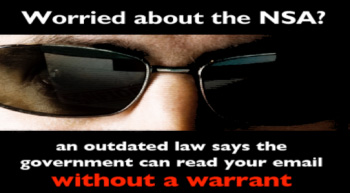 Worried about the NSA?
an outdated law says the
government can read your email
without a warrant